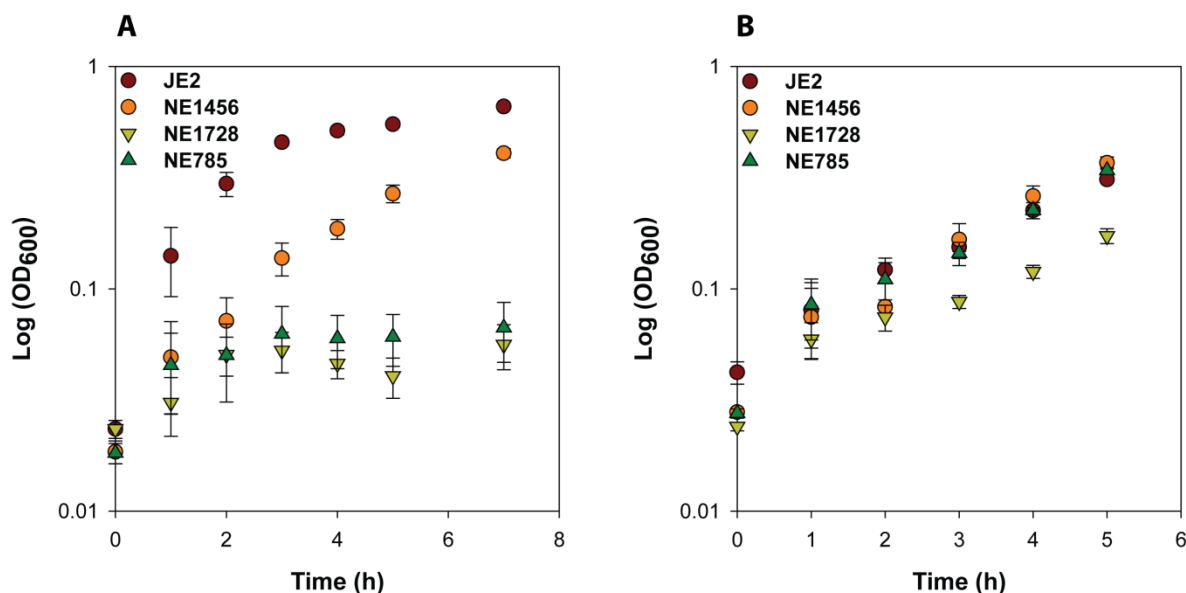 A
1
JE2
NE1456
NE1728
NE785
Log (OD600)
0.1
0.01
0 2 4 6 8
Time (h)
B
1
JE2
NE1456
NE1728
NE785
Log (OD600)
0.1
0.01
0 1 2 3 4 5 6
Time (h)